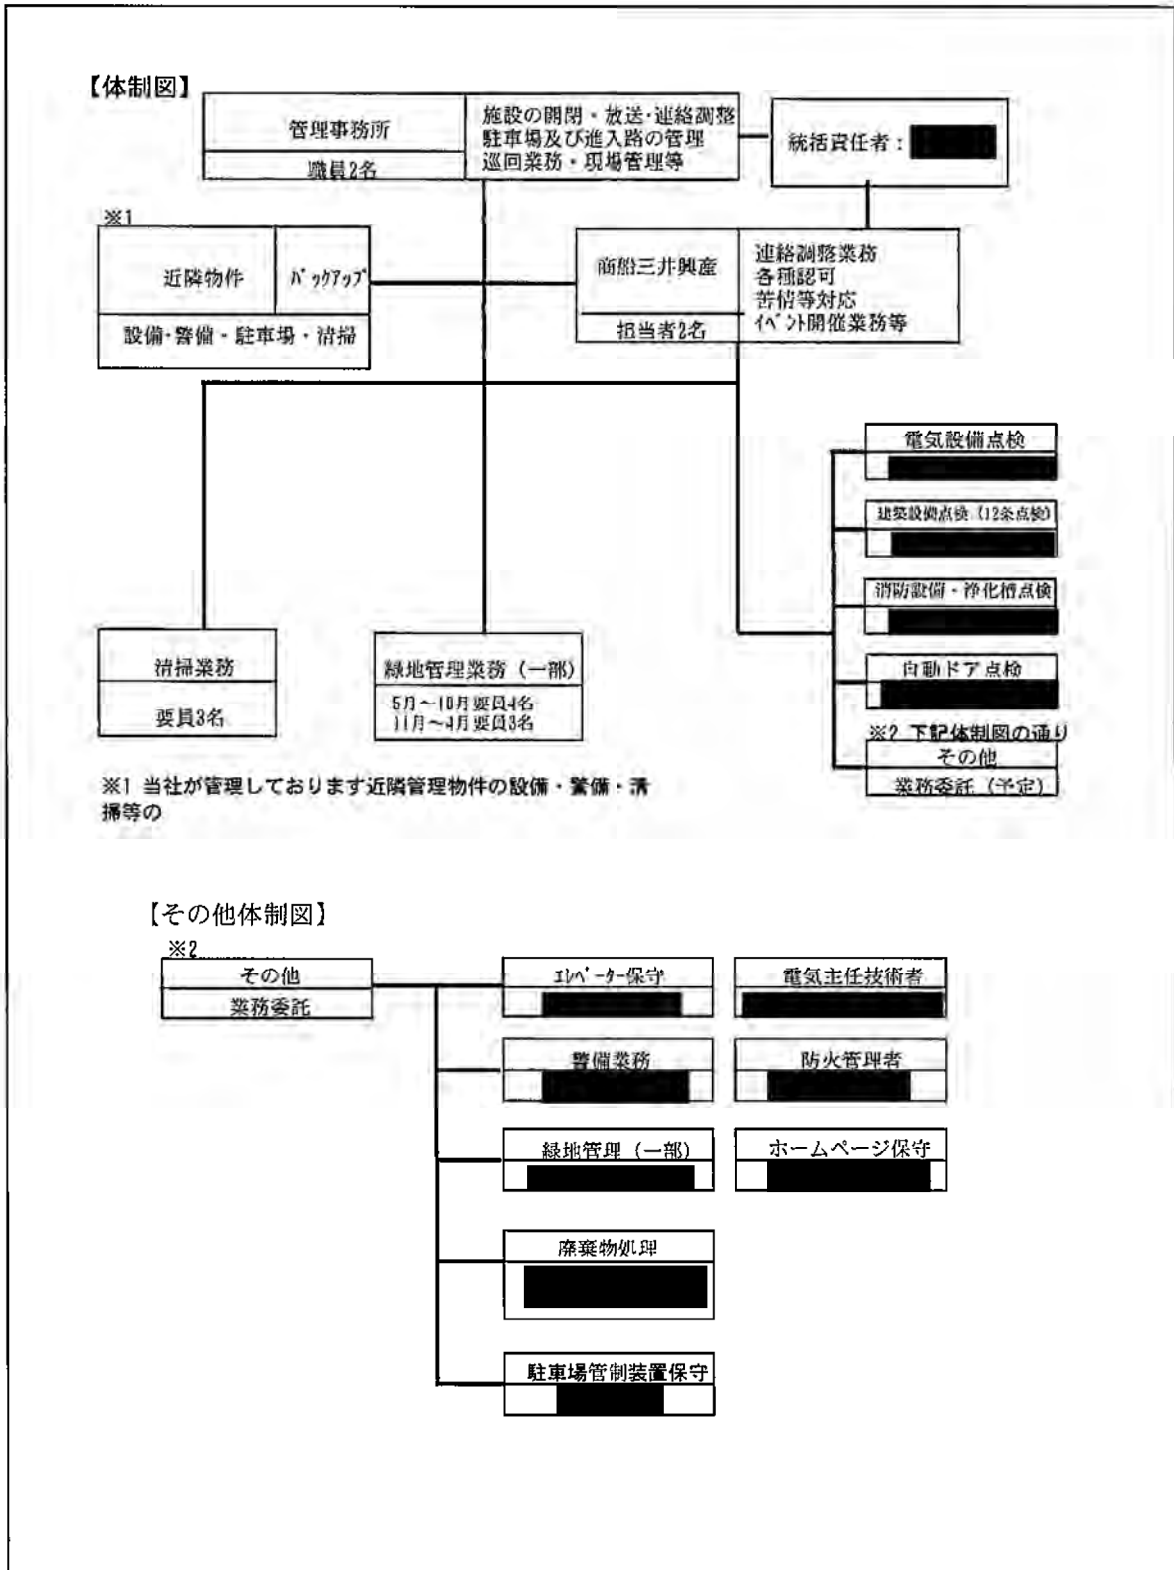 【体制図】
管理事務所
職員2名
施設の開閉・放送・連絡調整
駐車場及び進入路の管理
巡回業務・現場管理等
統括責任者:
※1
近隣物件
バックアップ
設備・警備・駐車場・清掃
商船三井興産
担当者2名
連絡調整業務
各種認可
苦情等対応
イベント開催業務等
電気設備点検
建築設備点検(12条点検)
消防設備・浄化槽点検
自動ドア点検
※2 下記体制図の通り
その他
業務委託(予定)
清掃業務
要員3名
緑地管理業務(一部)
5月~10月要員4名
11月~4月要員3名
※1 当社が管理しております近隣管理物件の設備・警備・清
掃等の
【その他体制図】
※2
その他
業務委託
エレベーター保守
電気主任技術者
警備業務
防火管理者
緑地管理(一部)
ホームページ保守
廃棄物処理
駐車場管制装置保守